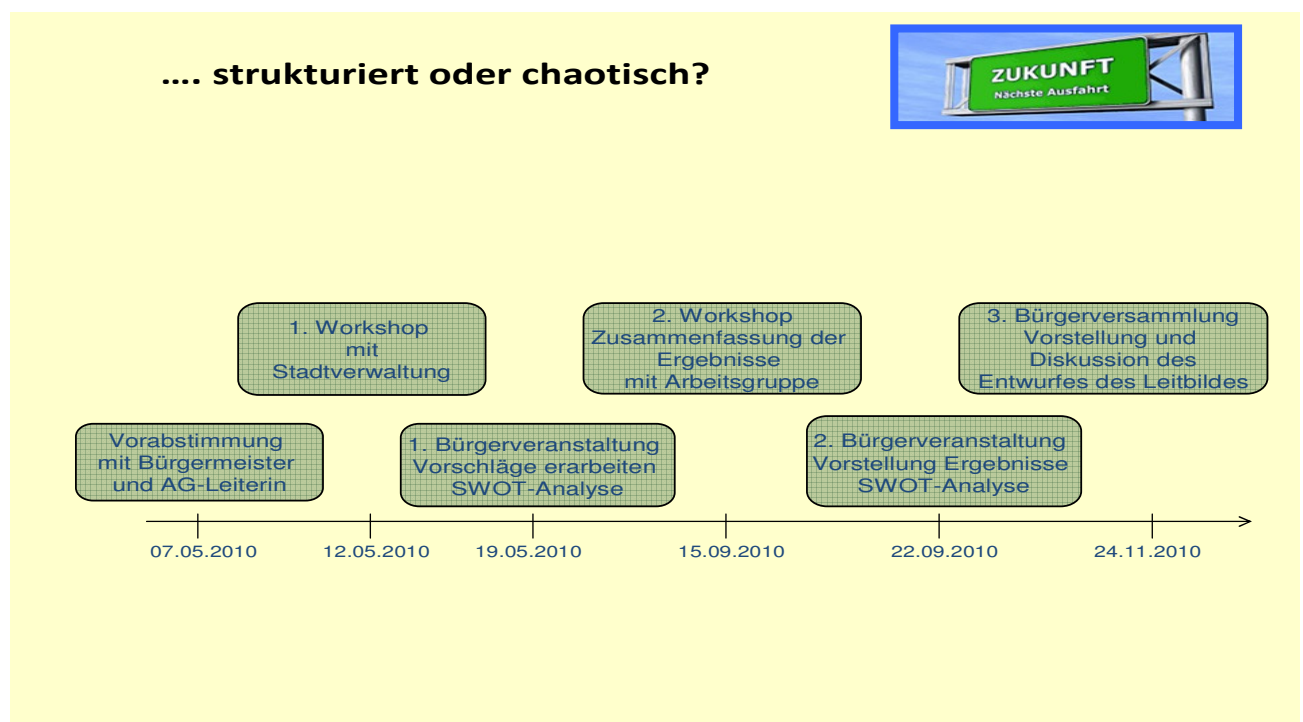 .... strukturiert oder chaotisch?
ZUKUNFT
Nächste Ausfahrt
1. Workshop
mit
Stadtverwaltung
2. Workshop
Zusammenfassung der
Ergebnisse
mit Arbeitsgruppe
3. Bürgerversammlung
Vorstellung und
Diskussion des
Entwurfes des Leitbildes
Vorabstimmung
mit Bürgermeister
und AG-Leiterin
1. Bürgerveranstaltung
Vorschläge erarbeiten
SWOT-Analyse
2. Bürgerveranstaltung
Vorstellung Ergebnisse
SWOT-Analyse
07.05.2010
12.05.2010
19.05.2010
15.09.2010
22.09.2010
24.11.2010